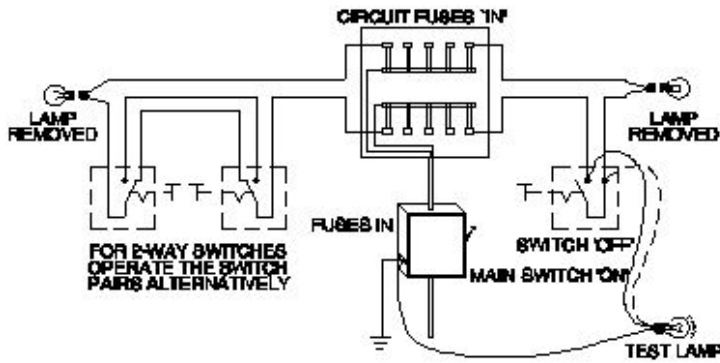 CIRCUIT FUSES 'IN'
LAMP
REMOVED
LAMP
REMOVED
FUSES IN
SWITCH 'OFF'
FOR 2-WAY SWITCHES
OPERATE THE SWITCH
PAIRS ALTERNATIVELY
MAIN SWITCH 'ON'
TEST LAMP